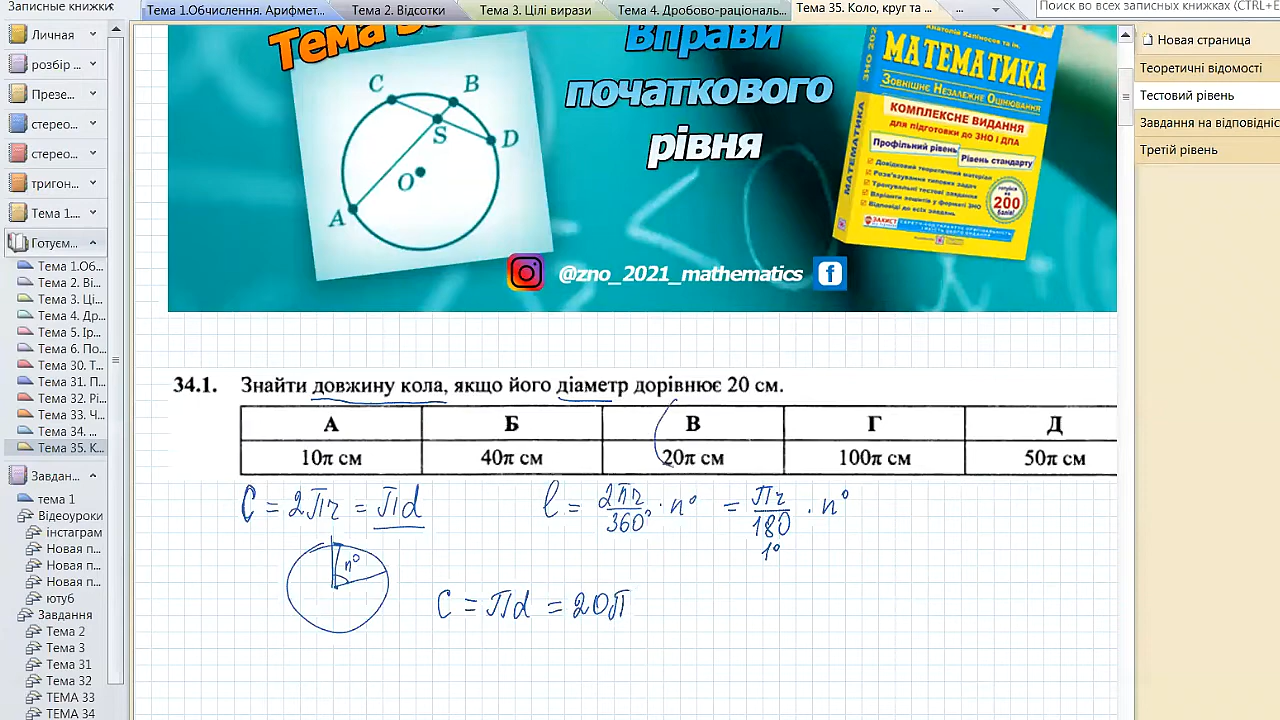 Записные книжки
Тема 1.Обчислення. Арифмет...
Тема 2. Відсотки
Тема 3. Цілі вирази
Тема 4. Дробово-раціональ...
Тема 35. Коло, круг та ...
...
Поиск во всех записных книжках (CTRL+E
Личная
розбір ...
Презе...
стерео...
стерео...
тригон...
Тема 1....
Готуєм...
Тема 1.Об...
Тема 2. Ві...
Тема 3. Ці...
Тема 4. Др...
Тема 5. Ір...
Тема 6. По...
Тема 30. Т...
Тема 31. П...
Тема 32. Рі...
Тема 33. Ч...
Тема 34. ...
Тема 35. К...
Завдан...
тема 1
Відеуроки
інстаграм
Новая п...
Новая п...
Новая п...
ютуб
Завдання
Тема 2
Тема 3
Тема 31
Тема 32
ТЕМА 33
ТЕМА 34
Вправи
початкового
рівня
C
B
S
D
O
A
МАТЕМАТИКА
Зовнішнє Незалежне Оцінювання
КОМПЛЕКСНЕ ВИДАННЯ
для підготовки до ЗНО і ДПА
Профільний рівень
Рівень стандарту
200
МАТЕМАТИКА
@zno_2021_mathematics
34.1. Знайти довжину кола, якщо його діаметр дорівнює 20 см.
А Б В Г Д
10π см 40π см 20π см 100π см 50π см
C = 2πr = πd
l = 2πr/360° · n° = πr/180 · n°
1°
n°
C = πd = 20π
Новая страница
Теоретичні відомості
Тестовий рівень
Завдання на відповідніс
Третій рівень